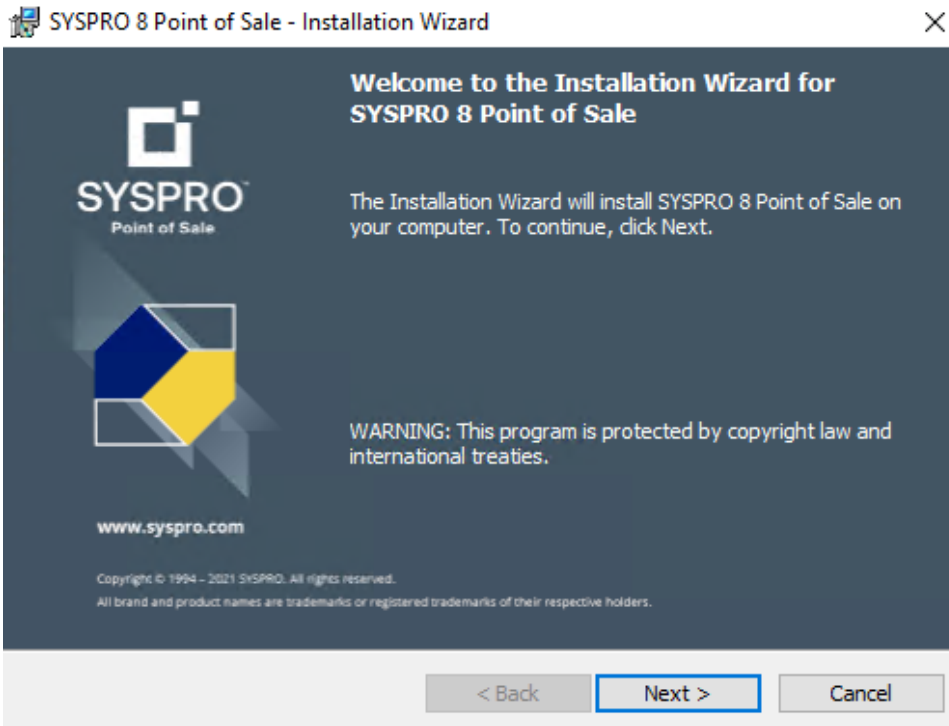 SYSPRO 8 Point of Sale - Installation Wizard
Welcome to the Installation Wizard for
SYSPRO 8 Point of Sale
SYSPRO
Point of Sale
The Installation Wizard will install SYSPRO 8 Point of Sale on
your computer. To continue, click Next.
WARNING: This program is protected by copyright law and
international treaties.
www.syspro.com
Copyright © 1994 – 2021 SYSPRO. All rights reserved.
All brand and product names are trademarks or registered trademarks of their respective holders.
< Back
Next >
Cancel